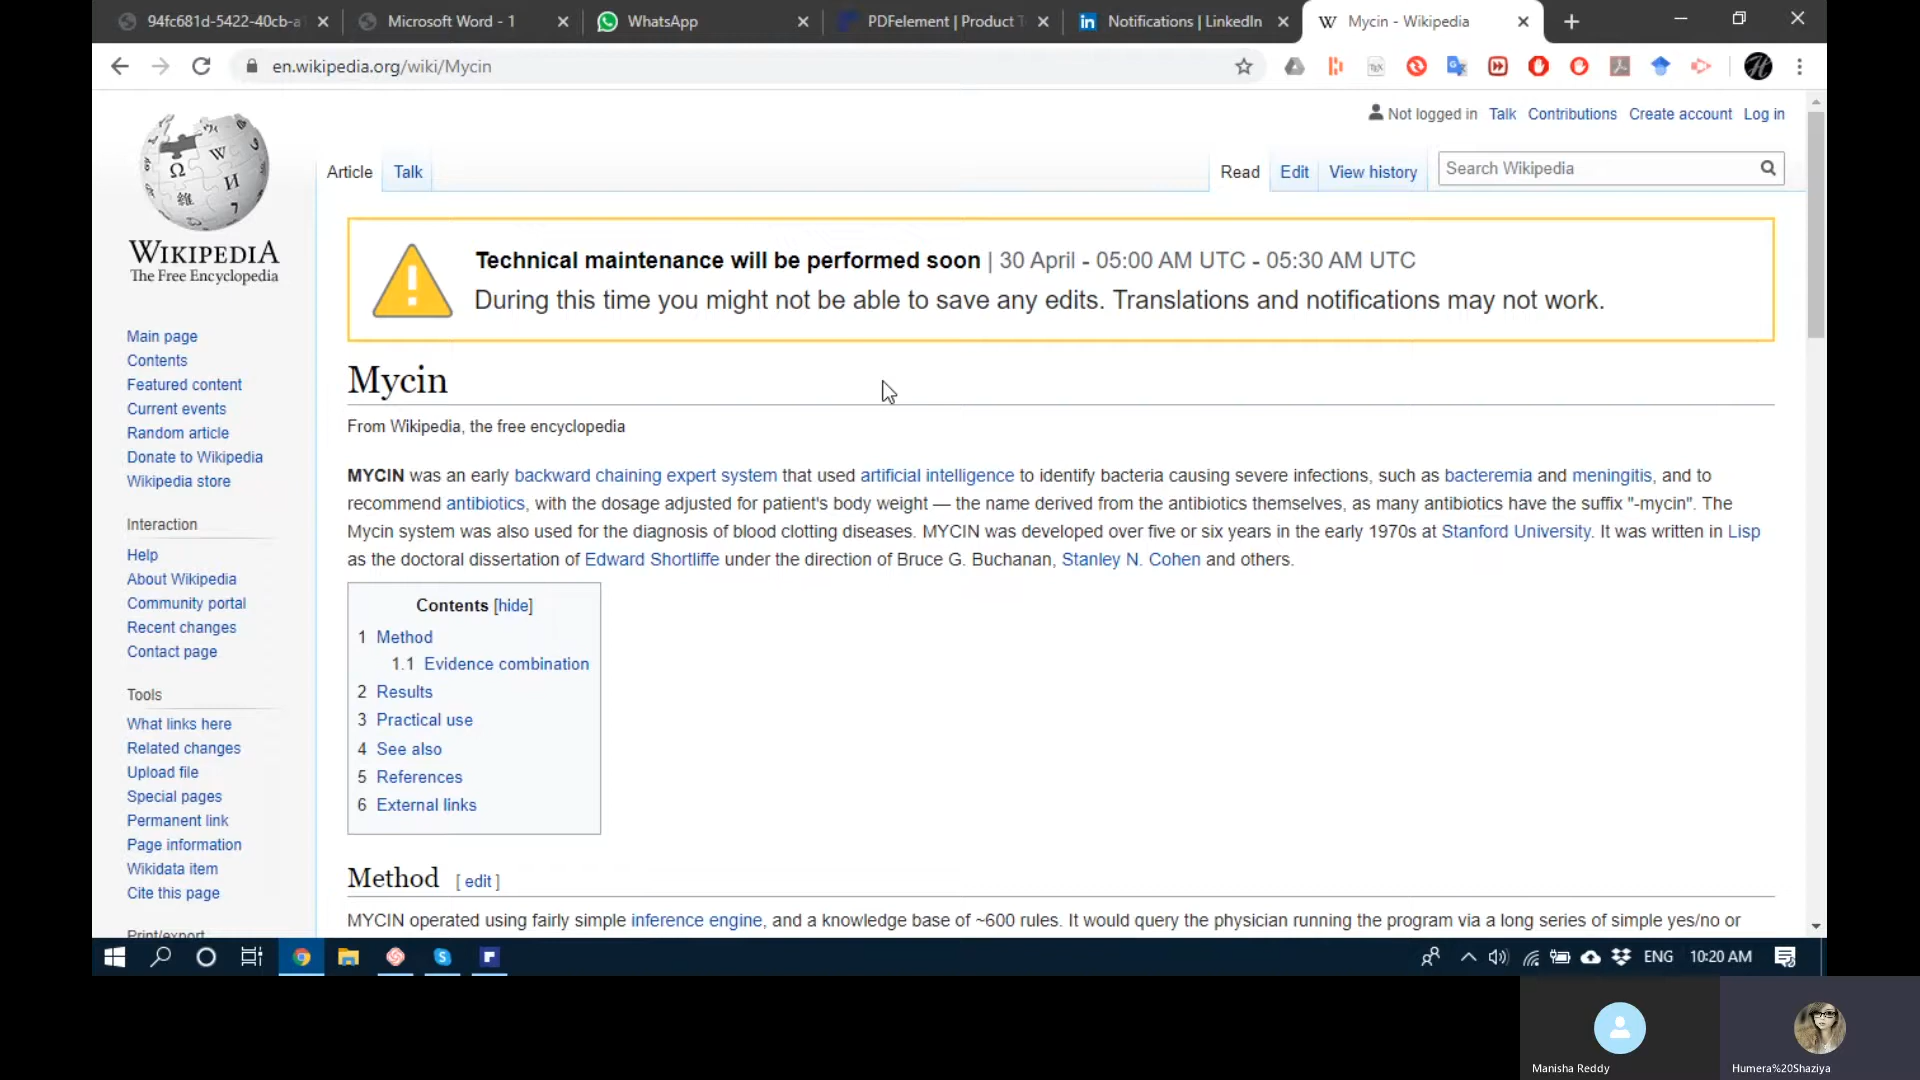 94fc681d-5422-40cb-a
Microsoft Word - 1
WhatsApp
PDFelement | Product T
Notifications | LinkedIn
Mycin - Wikipedia
en.wikipedia.org/wiki/Mycin
Not logged in Talk Contributions Create account Log in
Article Talk
Read Edit View history
Search Wikipedia
WIKIPEDIA
The Free Encyclopedia
Main page
Contents
Featured content
Current events
Random article
Donate to Wikipedia
Wikipedia store
Interaction
Help
About Wikipedia
Community portal
Recent changes
Contact page
Tools
What links here
Related changes
Upload file
Special pages
Permanent link
Page information
Wikidata item
Cite this page
Print/export
Technical maintenance will be performed soon | 30 April - 05:00 AM UTC - 05:30 AM UTC
During this time you might not be able to save any edits. Translations and notifications may not work.
Mycin
From Wikipedia, the free encyclopedia
MYCIN was an early backward chaining expert system that used artificial intelligence to identify bacteria causing severe infections, such as bacteremia and meningitis, and to
recommend antibiotics, with the dosage adjusted for patient's body weight — the name derived from the antibiotics themselves, as many antibiotics have the suffix "-mycin". The
Mycin system was also used for the diagnosis of blood clotting diseases. MYCIN was developed over five or six years in the early 1970s at Stanford University. It was written in Lisp
as the doctoral dissertation of Edward Shortliffe under the direction of Bruce G. Buchanan, Stanley N. Cohen and others.
Contents [hide]
1 Method
1.1 Evidence combination
2 Results
3 Practical use
4 See also
5 References
6 External links
Method [ edit ]
MYCIN operated using fairly simple inference engine, and a knowledge base of ~600 rules. It would query the physician running the program via a long series of simple yes/no or
ENG 10:20 AM
Manisha Reddy
Humera%20Shaziya